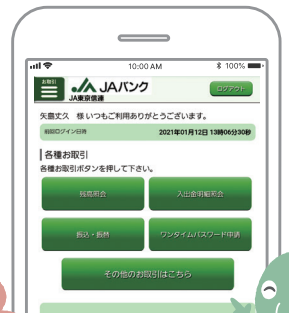 10:00 AM
100%
お取引
JAバンク
JA東京信連
ログアウト
矢島丈久 様 いつもご利用ありがとうございます。
前回ログイン日時 2021年01月12日 13時06分30秒
各種お取引
各種お取引ボタンを押して下さい。
残高照会
入出金明細照会
振込・振替
ワンタイムパスワード申請
その他のお取引はこちら